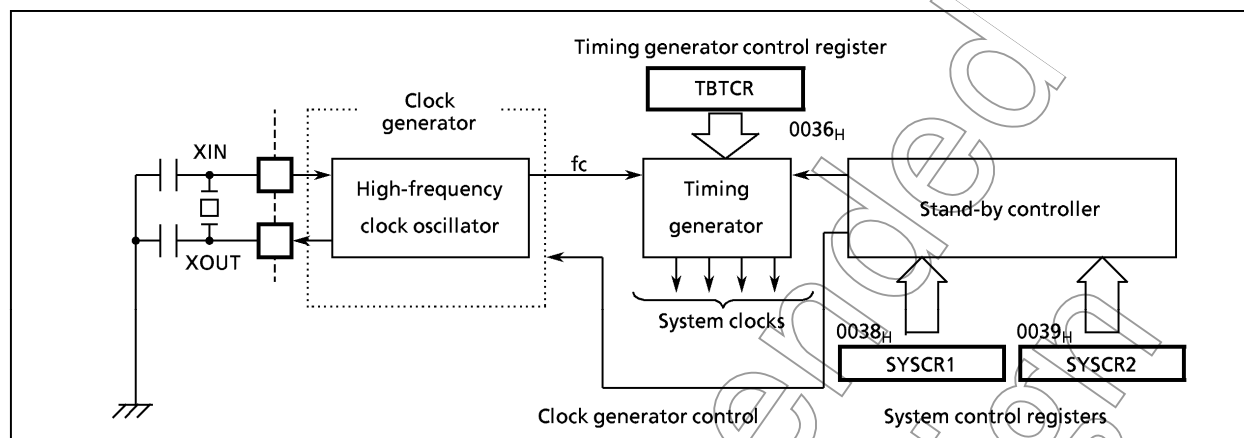 Timing generator control register
TBTCR
0036H
Clock
generator
XIN
High-frequency
clock oscillator
XOUT
fc
Timing
generator
Stand-by controller
System clocks
0038H
SYSCR1
0039H
SYSCR2
Clock generator control
System control registers